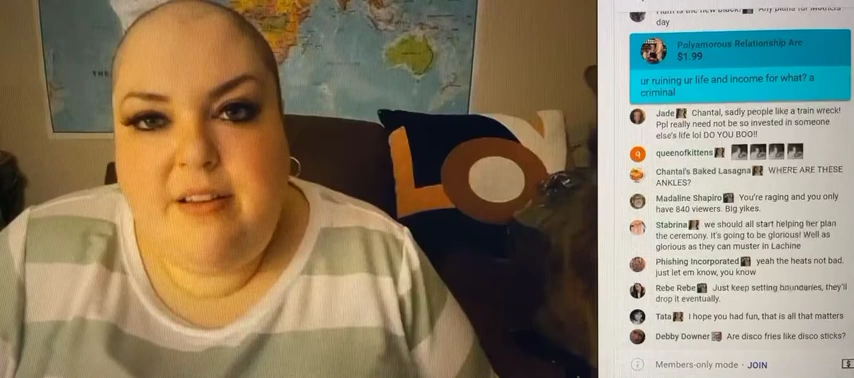 day
Polyamorous Relationship Are
$1.99
ur ruining ur life and income for what? a
criminal
Jade Chantal, sadly people like a train wreck!
Ppl really need not be so invested in someone
else's life lol DO YOU BOO!!
queenofkittens
Chantal's Baked Lasagna WHERE ARE THESE
ANKLES?
Madaline Shapiro You're raging and you only
have 840 viewers. Big yikes.
Stabrina we should all start helping her plan
the ceremony. It's going to be glorious! Well as
glorious as they can muster in Lachine
Phishing Incorporated yeah the heats not bad.
just let em know, you know
Rebe Rebe Just keep setting boundaries, they'll
drop it eventually.
Tata I hope you had fun, that is all that matters
Debby Downer Are disco fries like disco sticks?
Members-only mode · JOIN